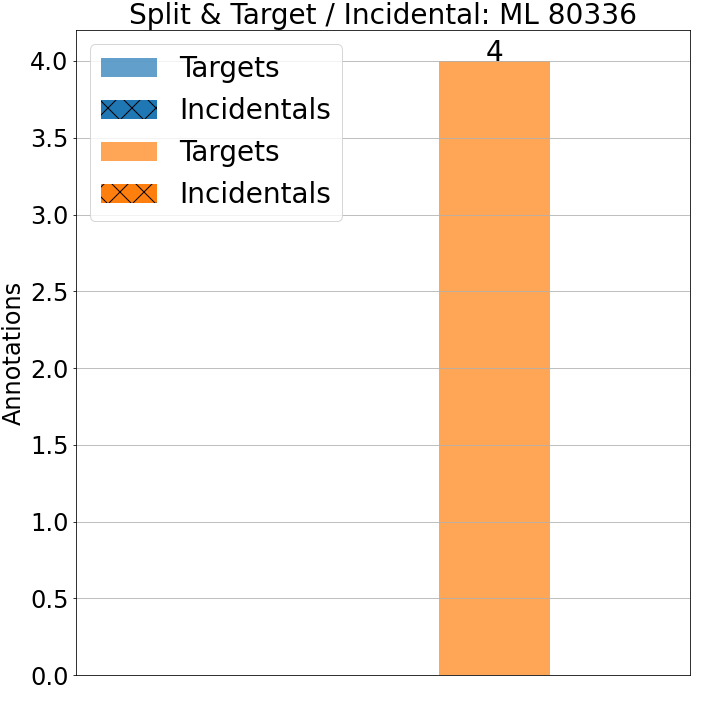 Split & Target / Incidental: ML 80336
4
Targets
Incidentals
Targets
Incidentals
Annotations
4.0
3.5
3.0
2.5
2.0
1.5
1.0
0.5
0.0